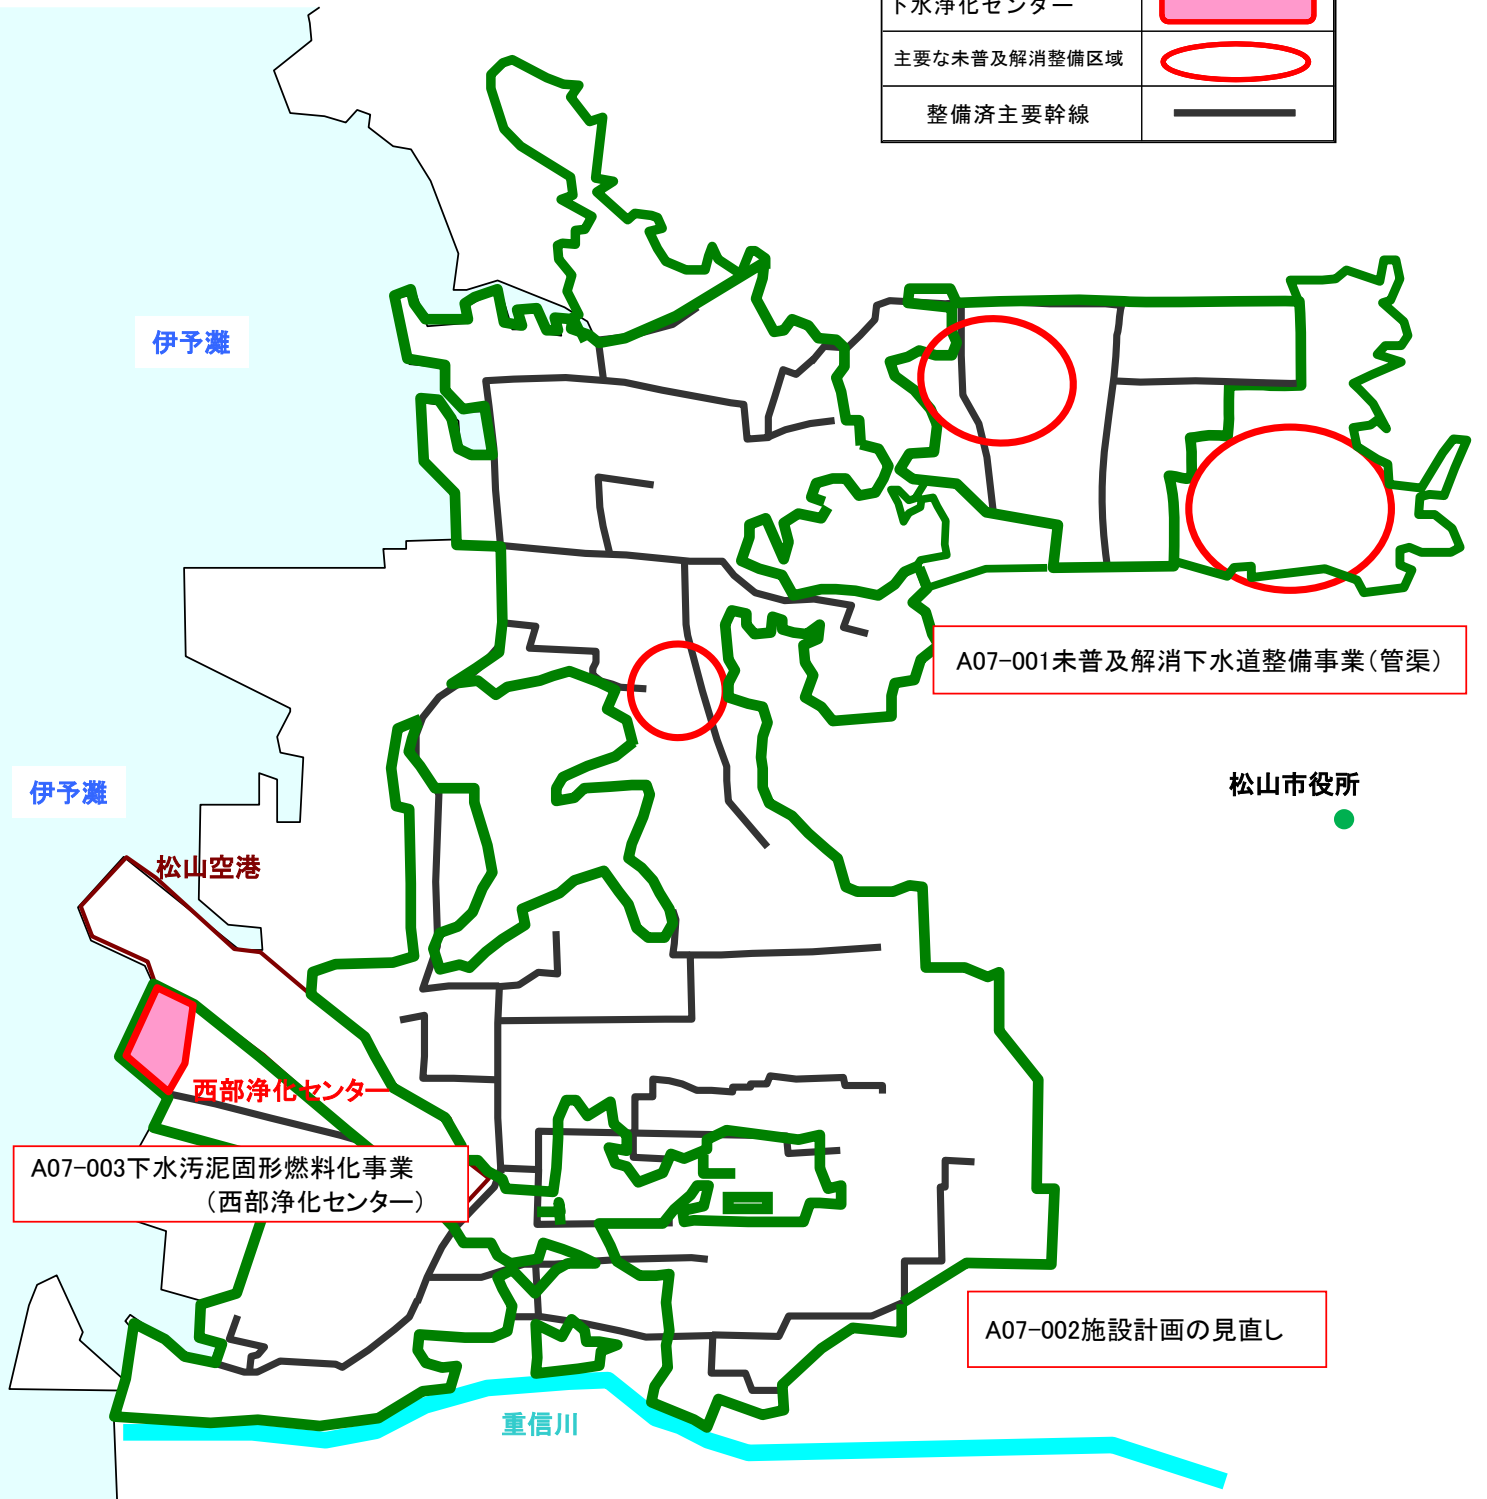 下水浄化センター
主要な未普及解消整備区域
整備済主要幹線
伊予灘
A07-001未普及解消下水道整備事業（管渠）
伊予灘
松山市役所
松山空港
西部浄化センター
A07-003下水汚泥固形燃料化事業
（西部浄化センター）
A07-002施設計画の見直し
重信川